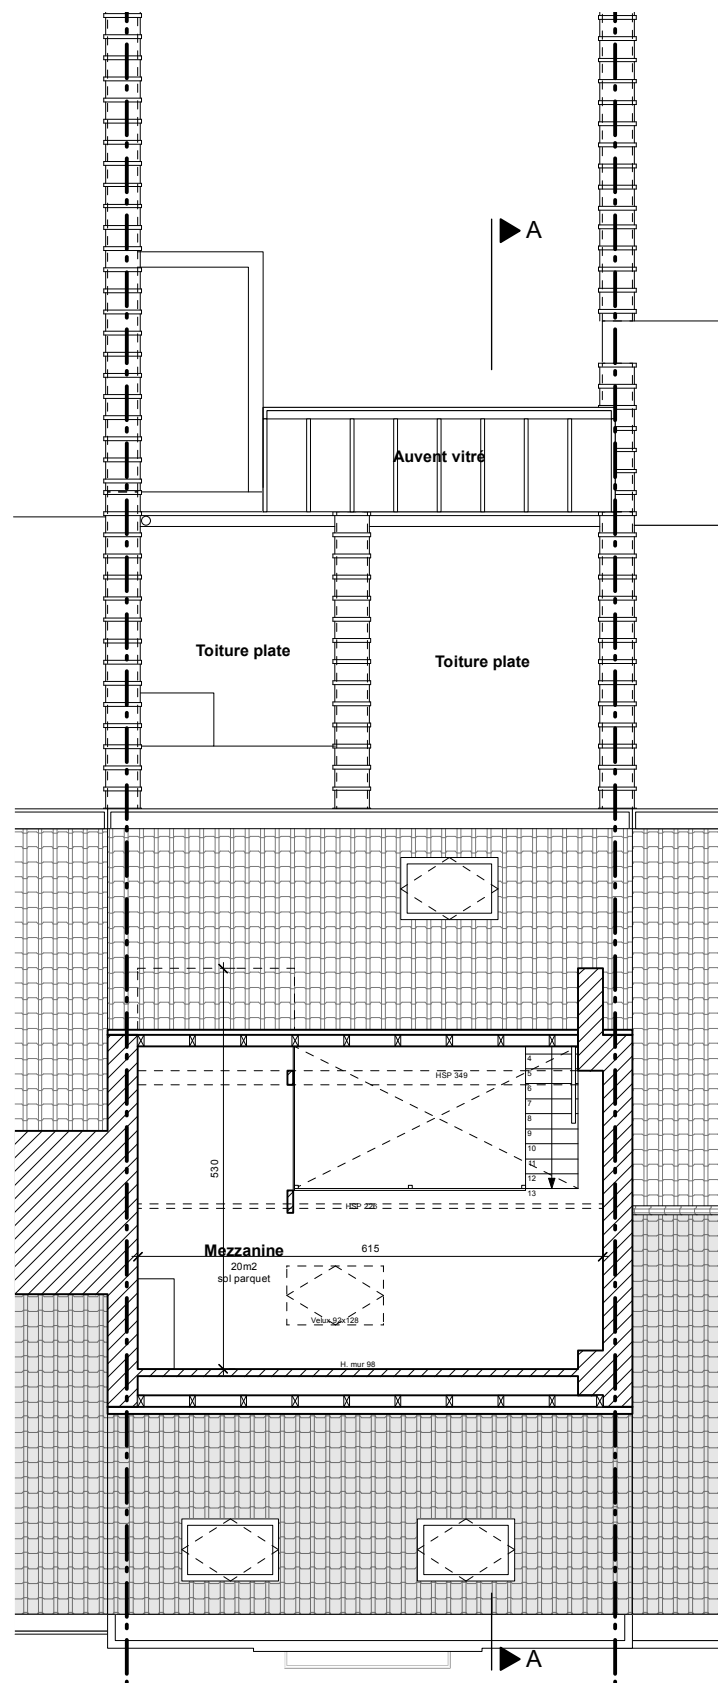 A
Auvent vitré
Toiture plate
Toiture plate
4
HSP 349
5
6
7
8
9
10
11
12
13
530
HSP 226
Mezzanine
615
20m2
sol parquet
Velux 92x128
H. mur 98
A